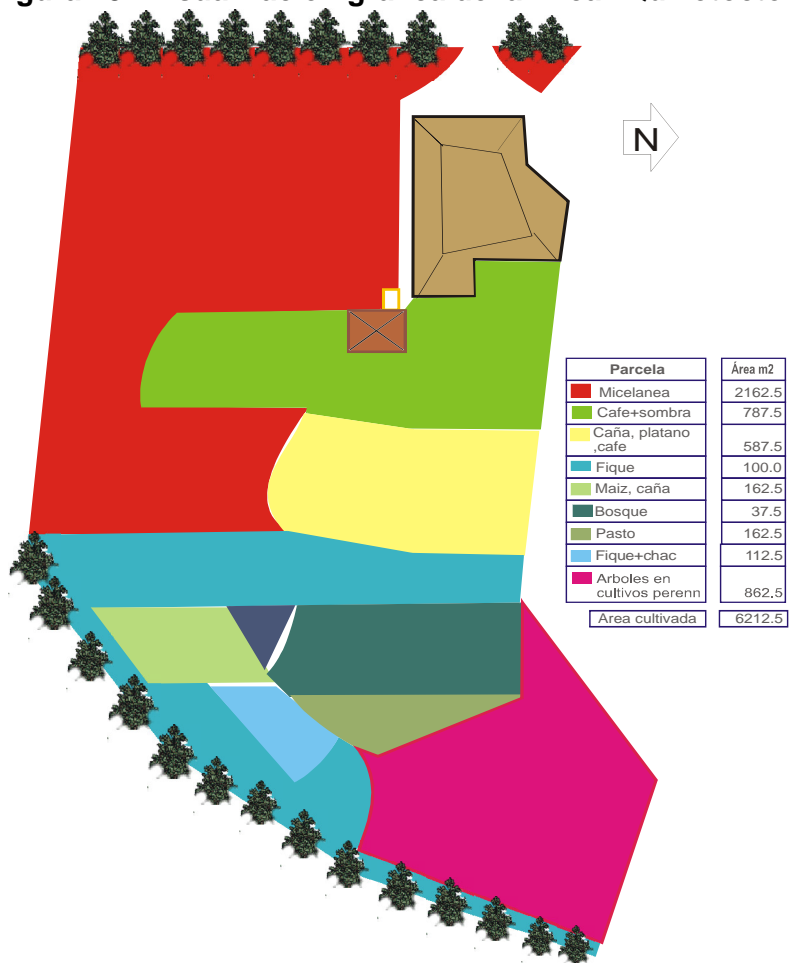 N
Parcela Área m2
Micelanea 2162.5
Cafe+sombra 787.5
Caña, platano
,cafe 587.5
Fique 100.0
Maiz, caña 162.5
Bosque 37.5
Pasto 162.5
Fique+chac 112.5
Arboles en
cultivos perenn 862.5
Area cultivada 6212.5